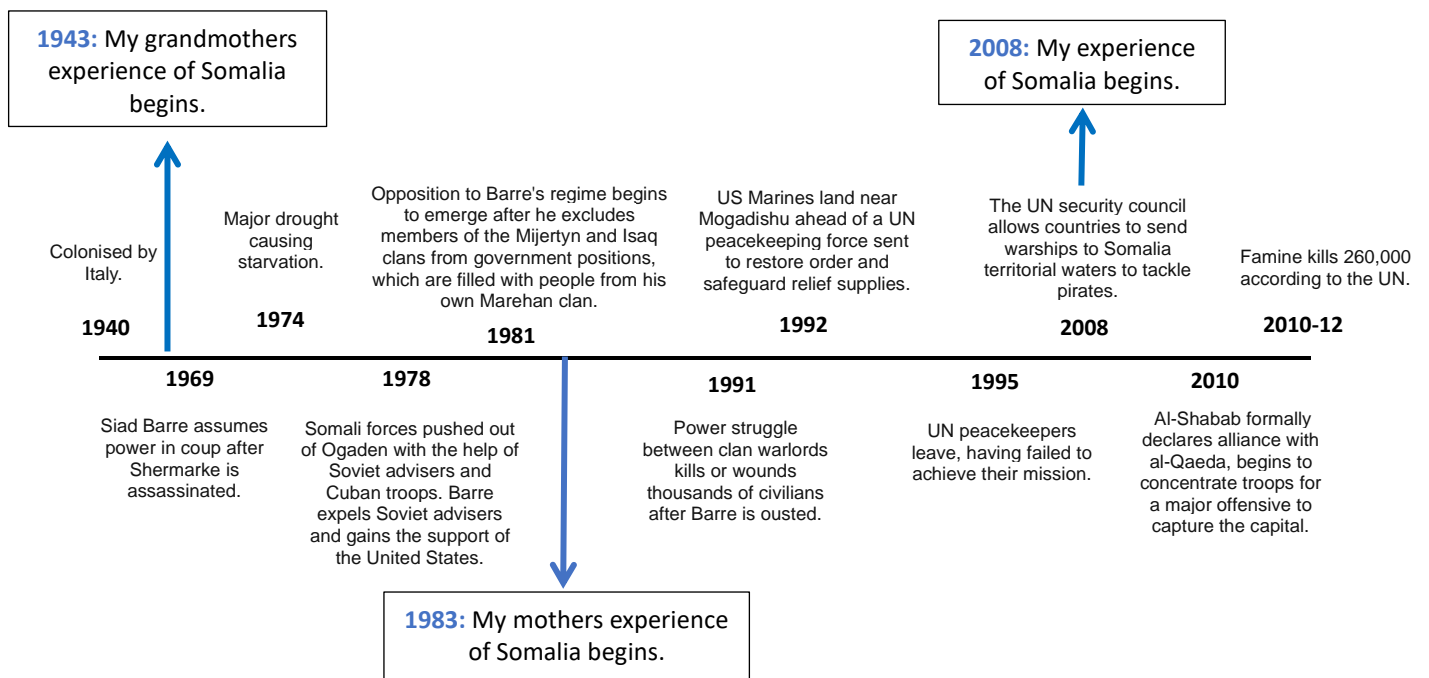 1943: My grandmothers
experience of Somalia
begins.
2008: My experience
of Somalia begins.
Colonised by
Italy.
1940
Major drought
causing
starvation.
1974
Opposition to Barre's regime begins
to emerge after he excludes
members of the Mijertyn and Isaq
clans from government positions,
which are filled with people from his
own Marehan clan.
1981
US Marines land near
Mogadishu ahead of a UN
peacekeeping force sent
to restore order and
safeguard relief supplies.
1992
The UN security council
allows countries to send
warships to Somalia
territorial waters to tackle
pirates.
2008
Famine kills 260,000
according to the UN.
2010-12
1969
Siad Barre assumes
power in coup after
Shermarke is
assassinated.
1978
Somali forces pushed out
of Ogaden with the help of
Soviet advisers and
Cuban troops. Barre
expels Soviet advisers
and gains the support of
the United States.
1991
Power struggle
between clan warlords
kills or wounds
thousands of civilians
after Barre is ousted.
1995
UN peacekeepers
leave, having failed to
achieve their mission.
2010
Al-Shabab formally
declares alliance with
al-Qaeda, begins to
concentrate troops for
a major offensive to
capture the capital.
1983: My mothers experience
of Somalia begins.